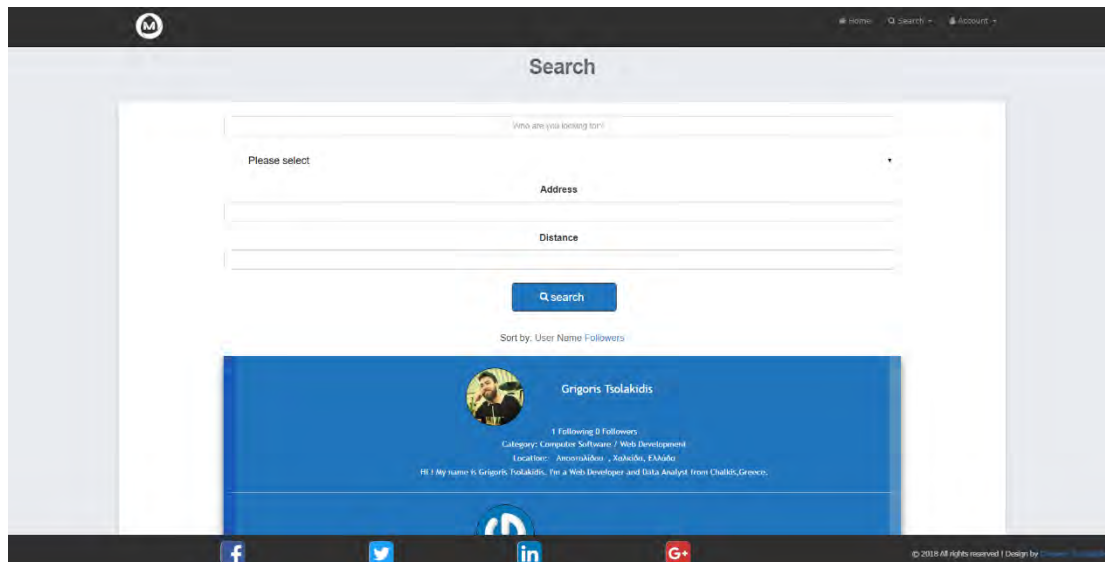 M
Home Search Account
Search
Who are you looking for?
Please select
Address
Distance
search
Sort by: User Name Followers
Grigoris Tsolakidis
1 Following 0 Followers
Category: Computer Software / Web Development
Location: , Χαλκίδα, Ελλάδα
Hi ! My name is Grigoris Tsolakidis. I'm a Web Developer and Data Analyst from Chalkis,Greece.
f in G+
© 2018 All rights reserved | Design by